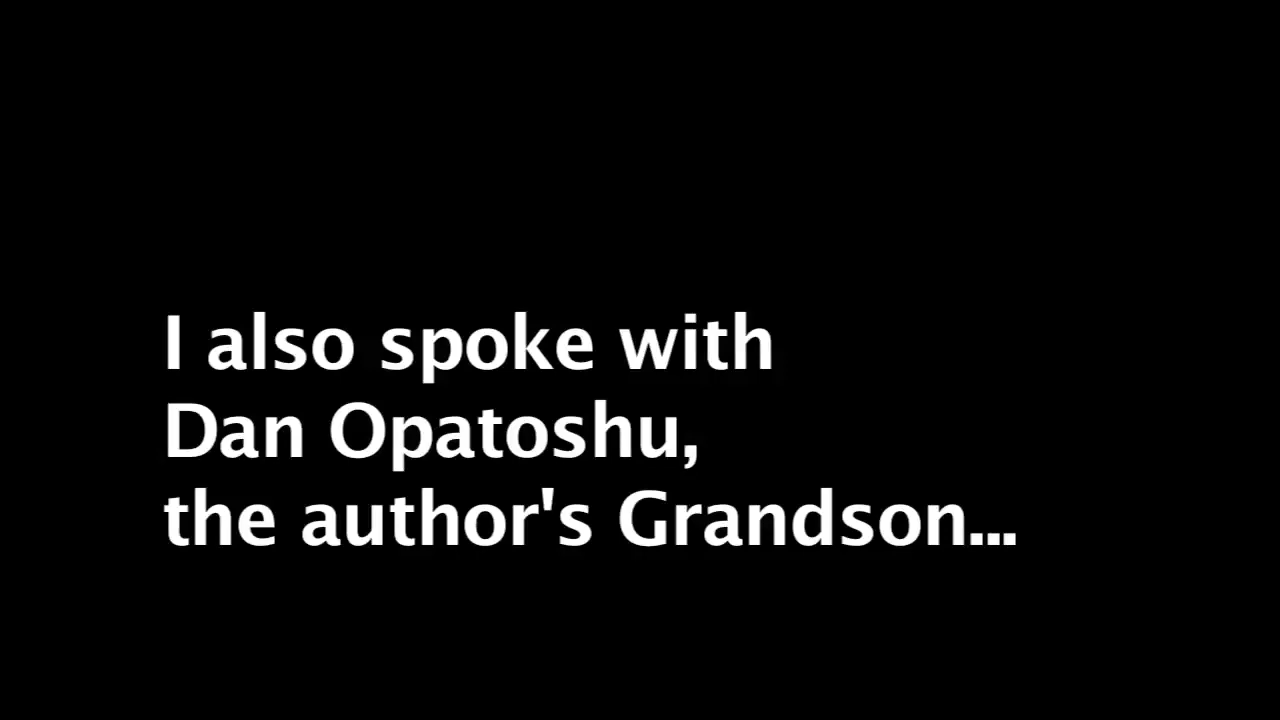 I also spoke with
Dan Opatoshu,
the author's Grandson...